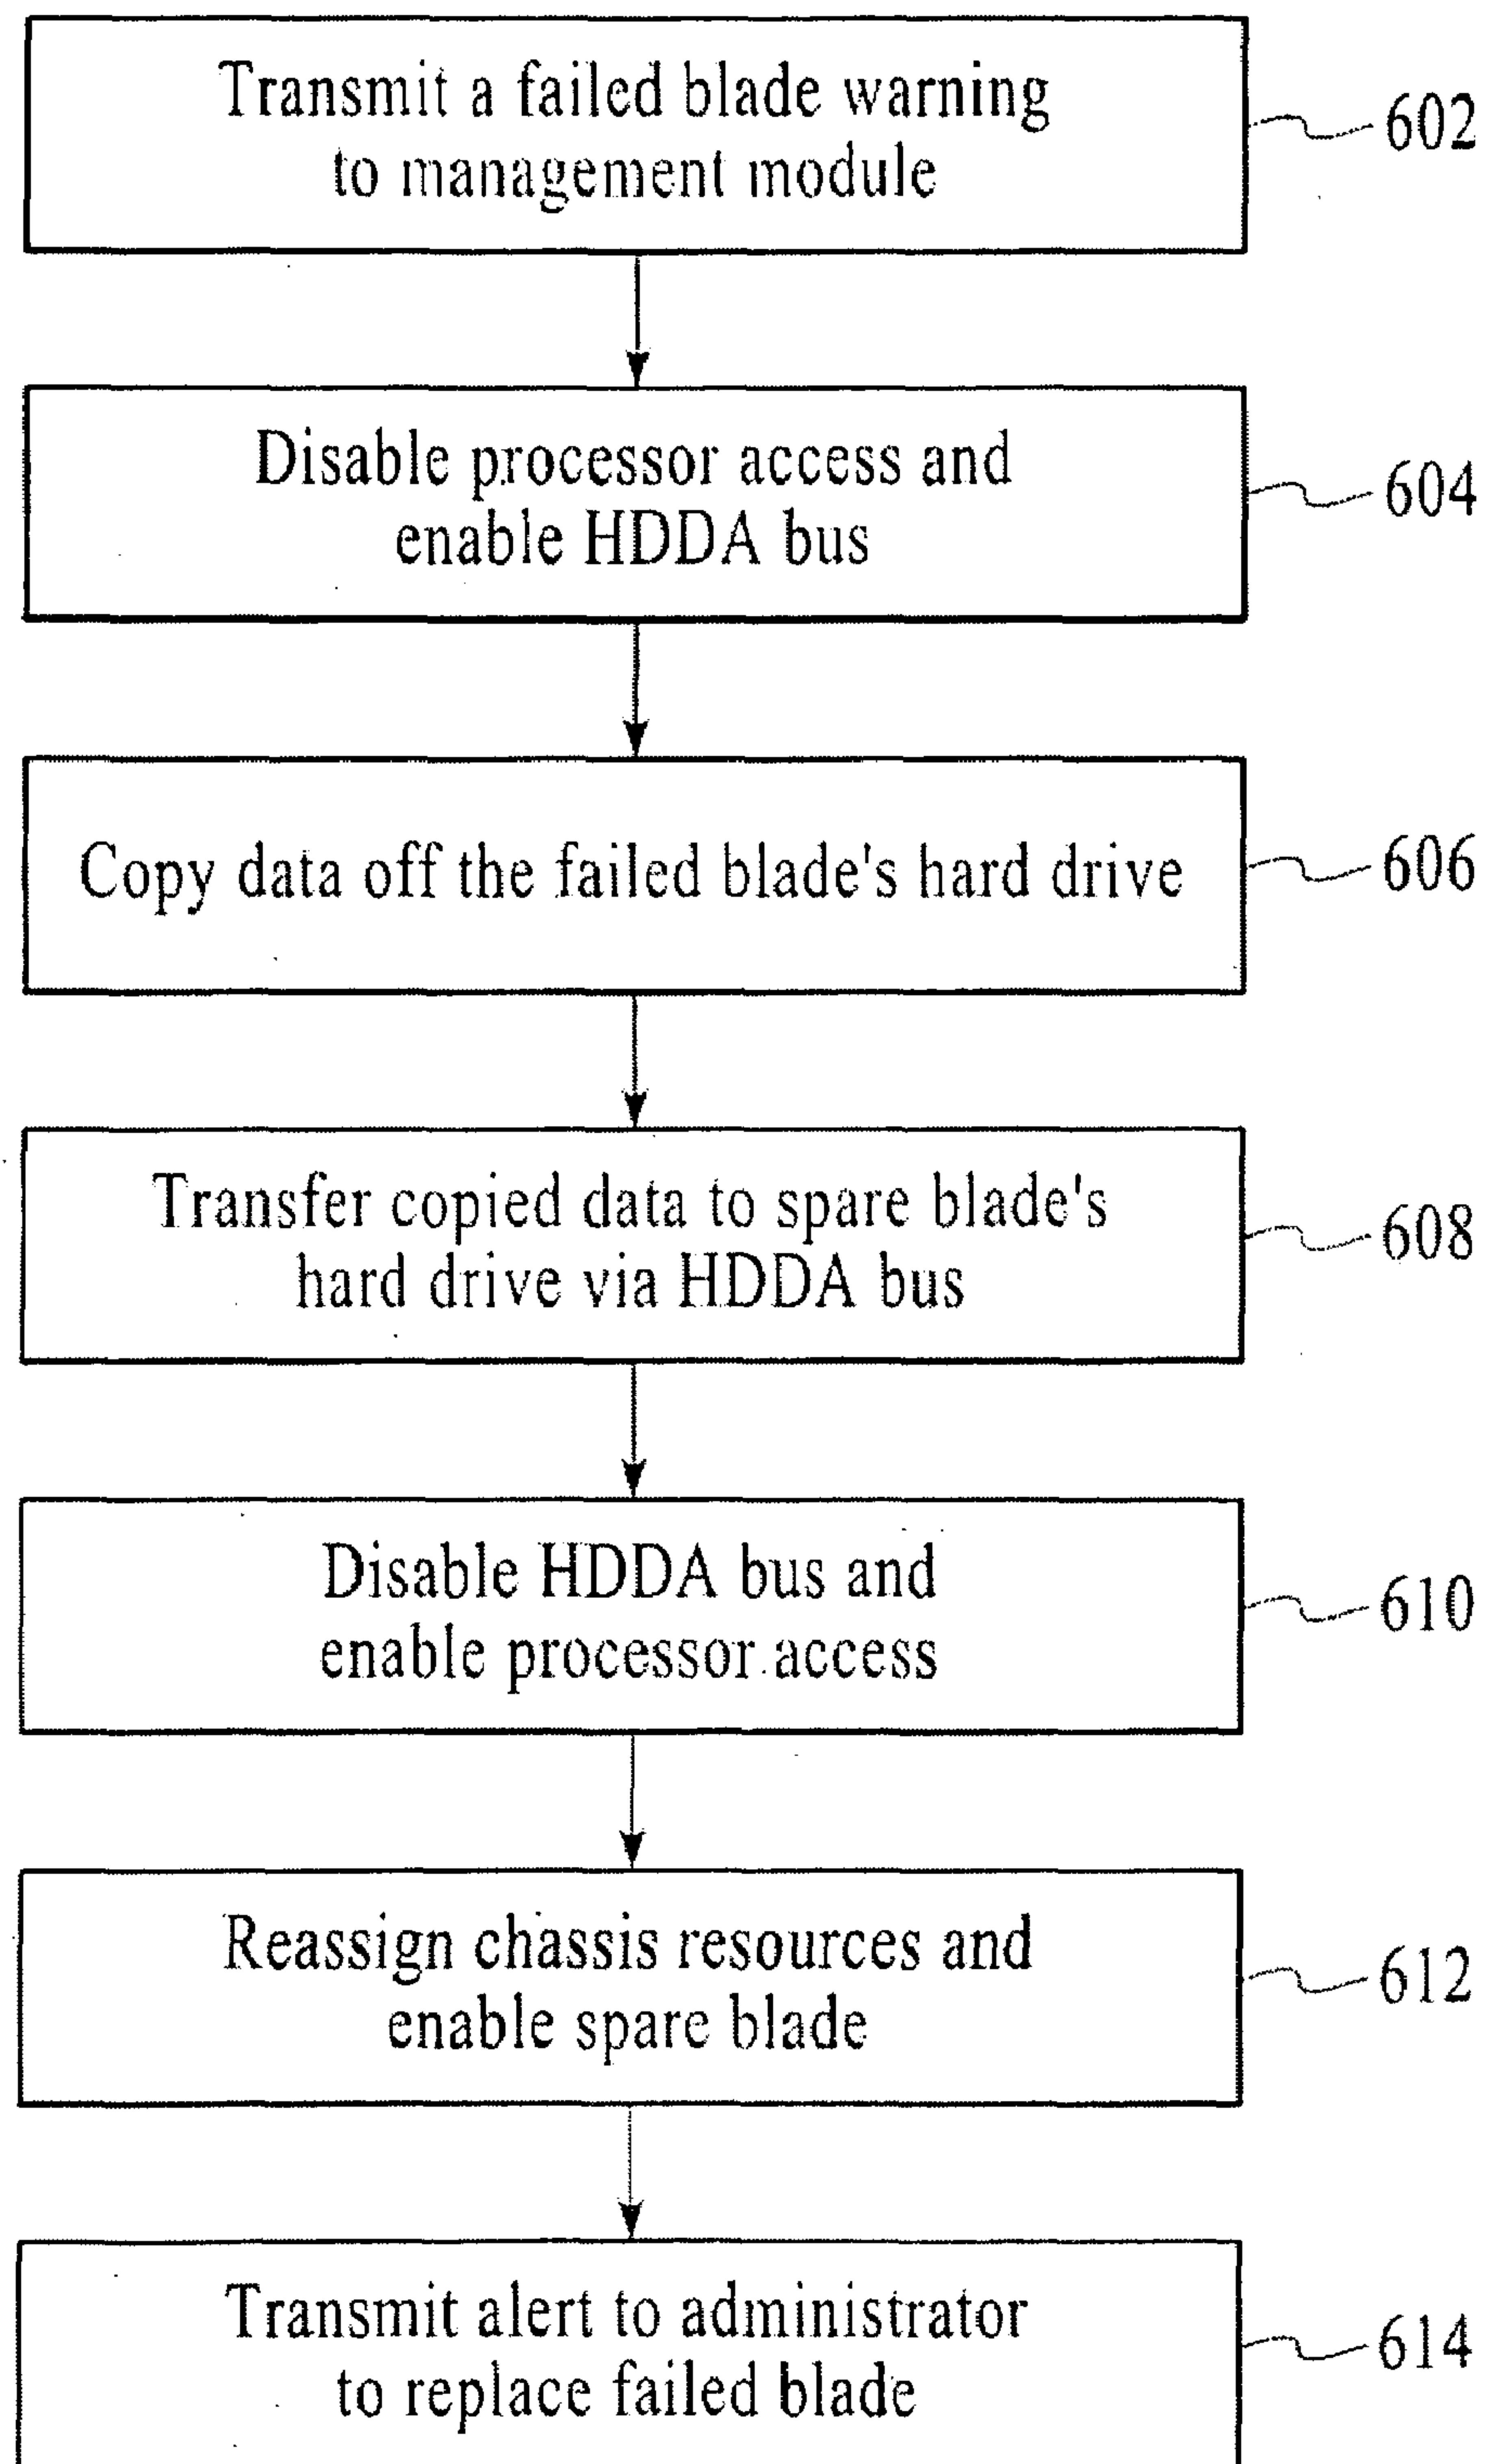 Transmit a failed blade warning
to management module
602
Disable processor access and
enable HDDA bus
604
Copy data off the failed blade's hard drive
606
Transfer copied data to spare blade's
hard drive via HDDA bus
608
Disable HDDA bus and
enable processor access
610
Reassign chassis resources and
enable spare blade
612
Transmit alert to administrator
to replace failed blade
614